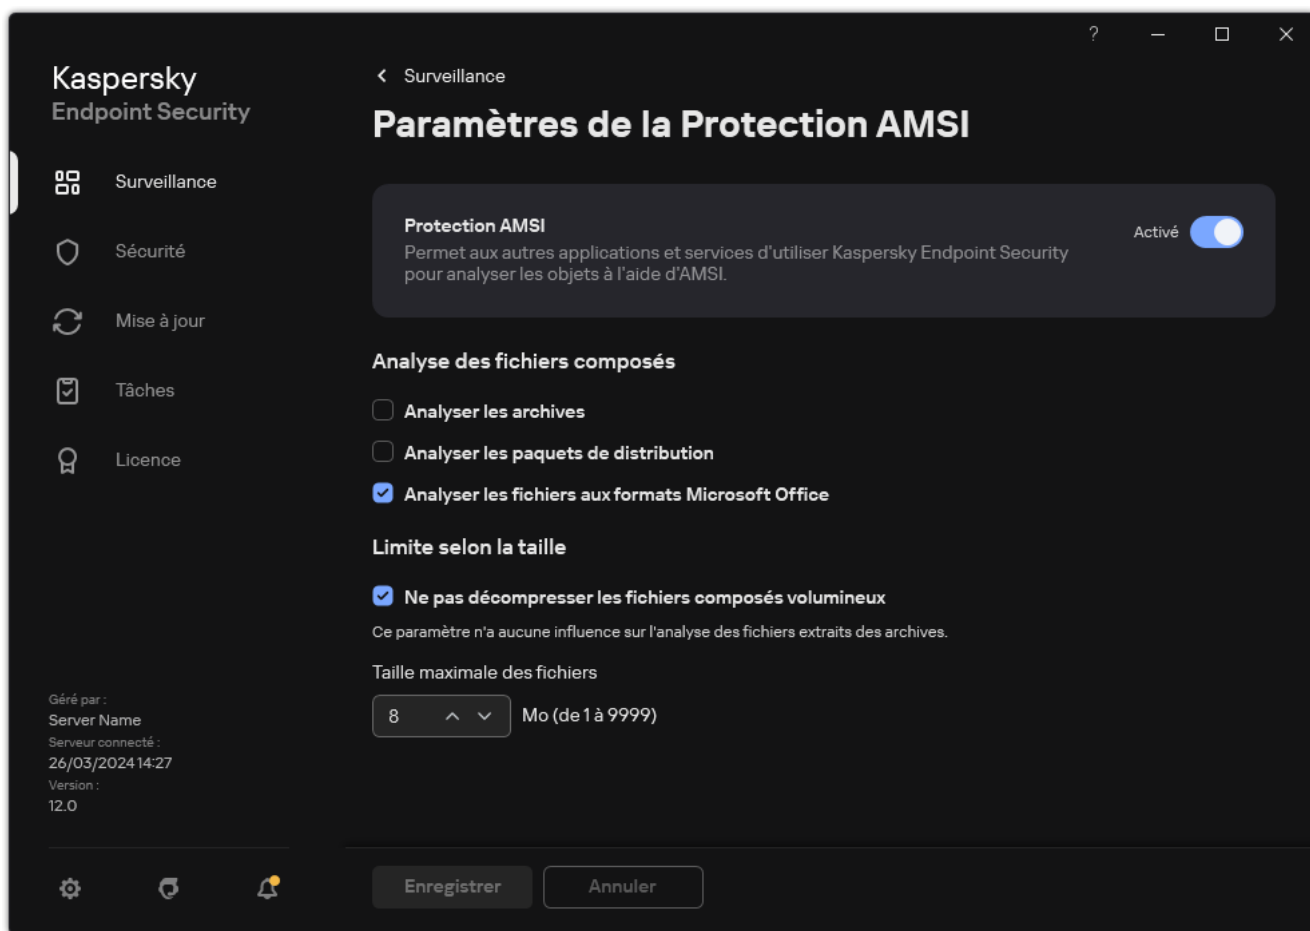 ?
Kaspersky
Endpoint Security
Surveillance
Sécurité
Mise à jour
Tâches
Licence
Géré par :
Server Name
Serveur connecté :
26/03/2024 14:27
Version :
12.0
Surveillance
Paramètres de la Protection AMSI
Protection AMSI
Permet aux autres applications et services d'utiliser Kaspersky Endpoint Security
pour analyser les objets à l'aide d'AMSI.
Activé
Analyse des fichiers composés
Analyser les archives
Analyser les paquets de distribution
Analyser les fichiers aux formats Microsoft Office
Limite selon la taille
Ne pas décompresser les fichiers composés volumineux
Ce paramètre n'a aucune influence sur l'analyse des fichiers extraits des archives.
Taille maximale des fichiers
8 Mo (de 1 à 9999)
Enregistrer Annuler